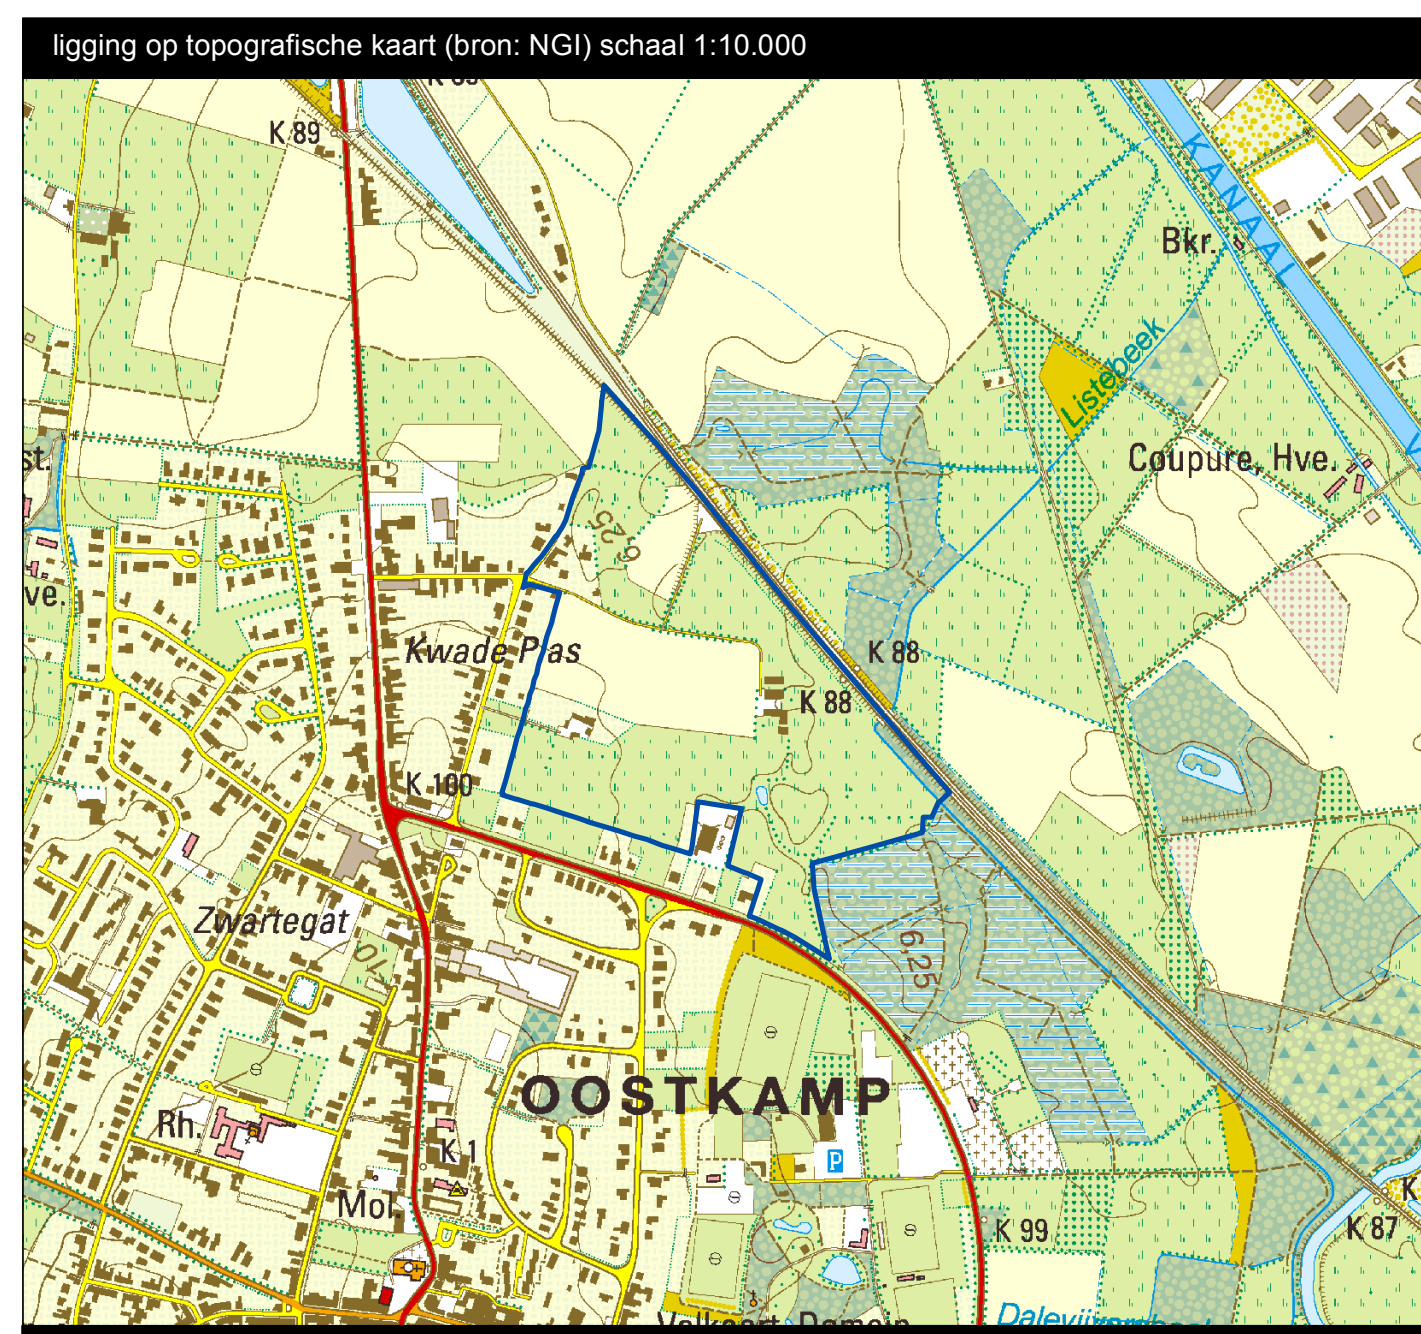 ligging op topografische kaart (bron: NGI) schaal 1:10.000
K 89
KANAAL
Bkr.
Listebeek
st.
Coupure, Hve.
6,25
ve.
Kwade Plas
K 88
K 88
K 100
Zwartegat
6,25
10
OOSTKAMP
Rh.
K 1
P
Mol.
K 99
K
K 87